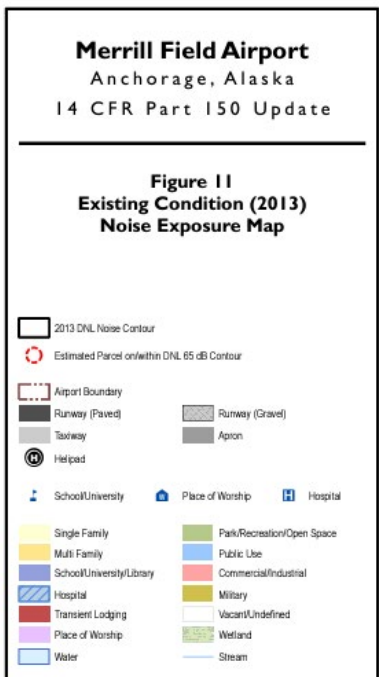 Merrill Field Airport
Anchorage, Alaska
14 CFR Part 150 Update
Figure 11
Existing Condition (2013)
Noise Exposure Map
2013 DNL Noise Contour
Estimated Parcel on/within DNL 65 dB Contour
Airport Boundary
Runway (Paved) Runway (Gravel)
Taxiway Apron
H Helipad
School/University Place of Worship H Hospital
Single Family Park/Recreation/Open Space
Multi Family Public Use
School/University/Library Commercial/Industrial
Hospital Military
Transient Lodging Vacant/Undefined
Place of Worship Wetland
Water Stream